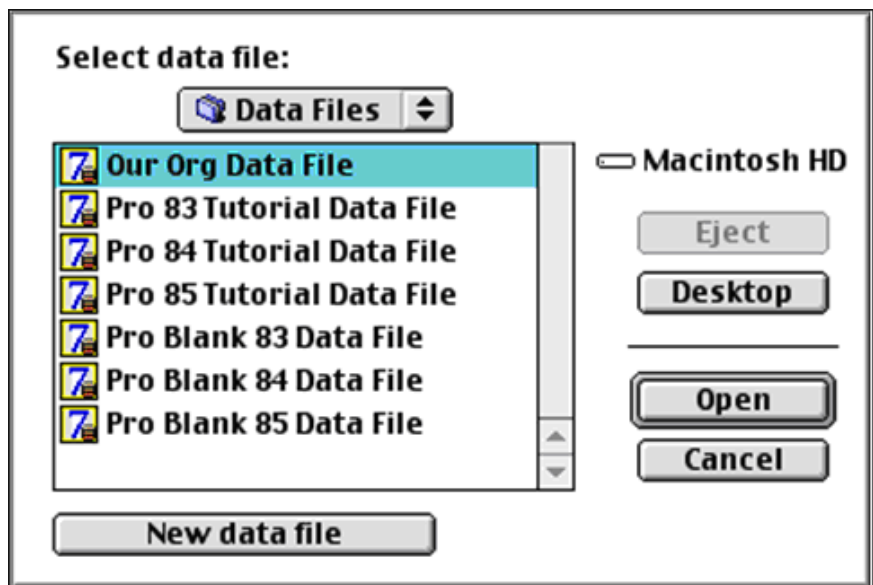 Select data file:
Data Files
Our Org Data File
Pro 83 Tutorial Data File
Pro 84 Tutorial Data File
Pro 85 Tutorial Data File
Pro Blank 83 Data File
Pro Blank 84 Data File
Pro Blank 85 Data File
Macintosh HD
Eject
Desktop
Open
Cancel
New data file